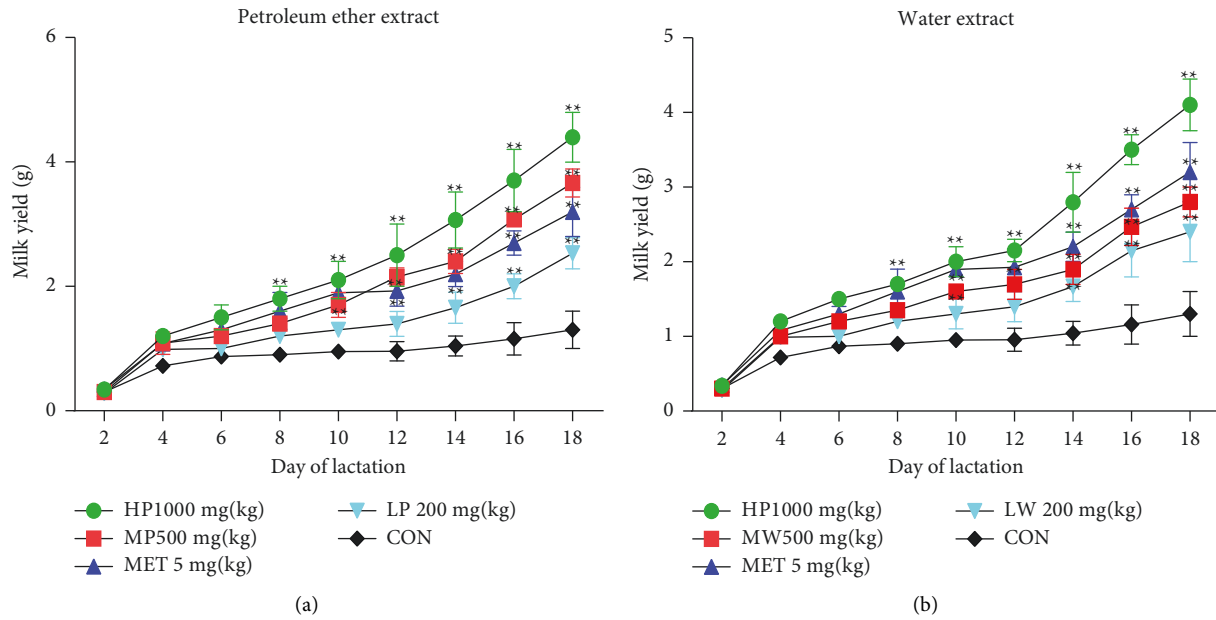 Petroleum ether extract
6
4
2
0
Milk yield (g)
** ** ** ** ** **
** ** ** **
** ** ** **
** ** ** ** **
2 4 6 8 10 12 14 16 18
Day of lactation
HP1000 mg(kg)
MP500 mg(kg)
MET 5 mg(kg)
LP 200 mg(kg)
CON
(a)
Water extract
5
4
3
2
1
0
Milk yield (g)
** ** ** ** ** **
** ** **
** ** ** ** **
** ** **
2 4 6 8 10 12 14 16 18
Day of lactation
HP1000 mg(kg)
MW500 mg(kg)
MET 5 mg(kg)
LW 200 mg(kg)
CON
(b)